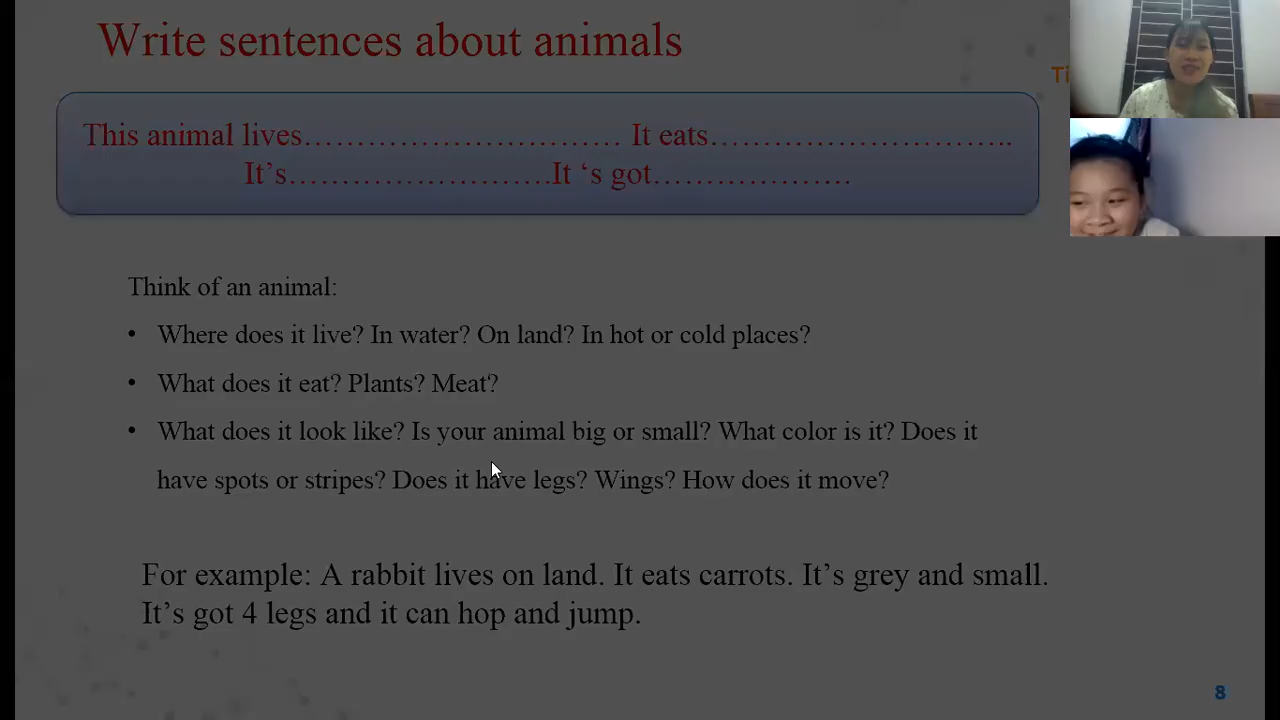 Write sentences about animals
Ti
This animal lives………………………… It eats………………………..
It’s…………………….It ‘s got……………….
Think of an animal:
• Where does it live? In water? On land? In hot or cold places?
• What does it eat? Plants? Meat?
• What does it look like? Is your animal big or small? What color is it? Does it
have spots or stripes? Does it have legs? Wings? How does it move?
For example: A rabbit lives on land. It eats carrots. It’s grey and small.
It’s got 4 legs and it can hop and jump.
8